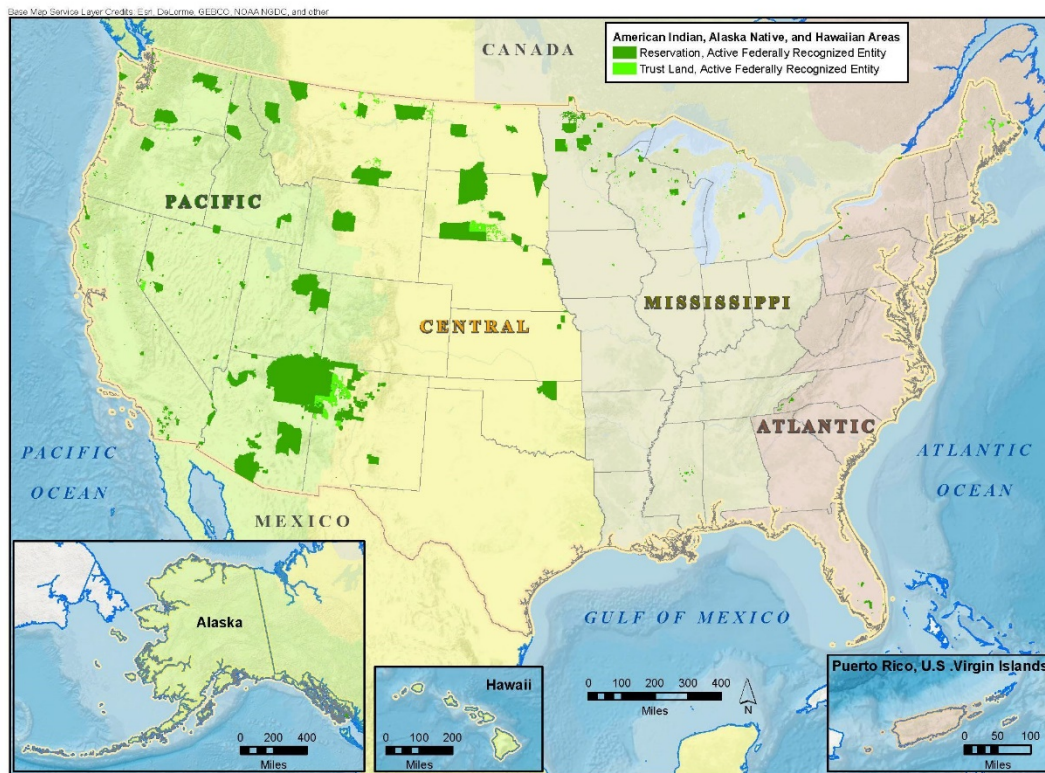 Base Map Service Layer Credits: Esri, DeLorme, GEBCO, NOAA NGDC, and other
CANADA
American Indian, Alaska Native, and Hawaiian Areas
Reservation, Active Federally Recognized Entity
Trust Land, Active Federally Recognized Entity
PACIFIC
MISSISSIPPI
CENTRAL
ATLANTIC
PACIFIC
OCEAN
ATLANTIC
OCEAN
MEXICO
GULF OF MEXICO
Alaska
200 0 200 400
Miles
Hawaii
0 100 200
Miles
0 100 200 300 400
Miles
N
Puerto Rico, U.S .Virgin Islands
0 50 100
Miles